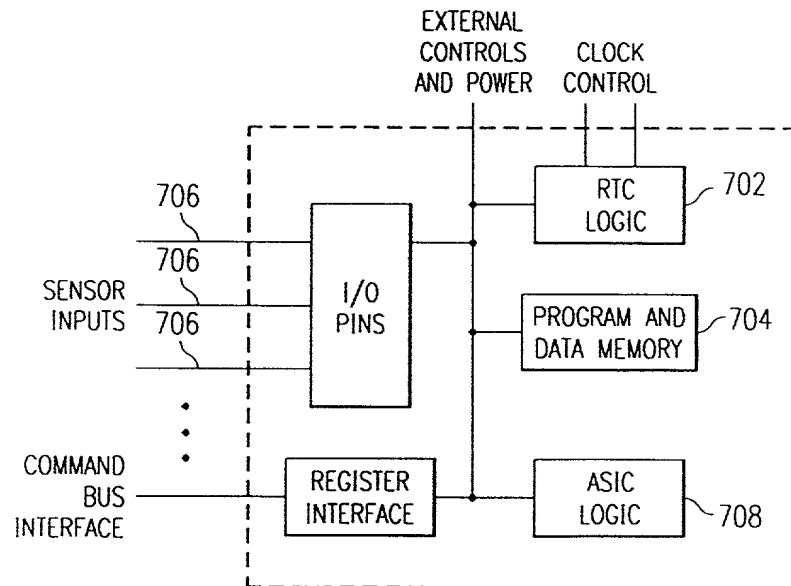 EXTERNAL
CONTROLS
AND POWER
CLOCK
CONTROL
RTC
LOGIC
702
706
706
706
SENSOR
INPUTS
I/O
PINS
PROGRAM AND
DATA MEMORY
704
COMMAND
BUS
INTERFACE
REGISTER
INTERFACE
ASIC
LOGIC
708